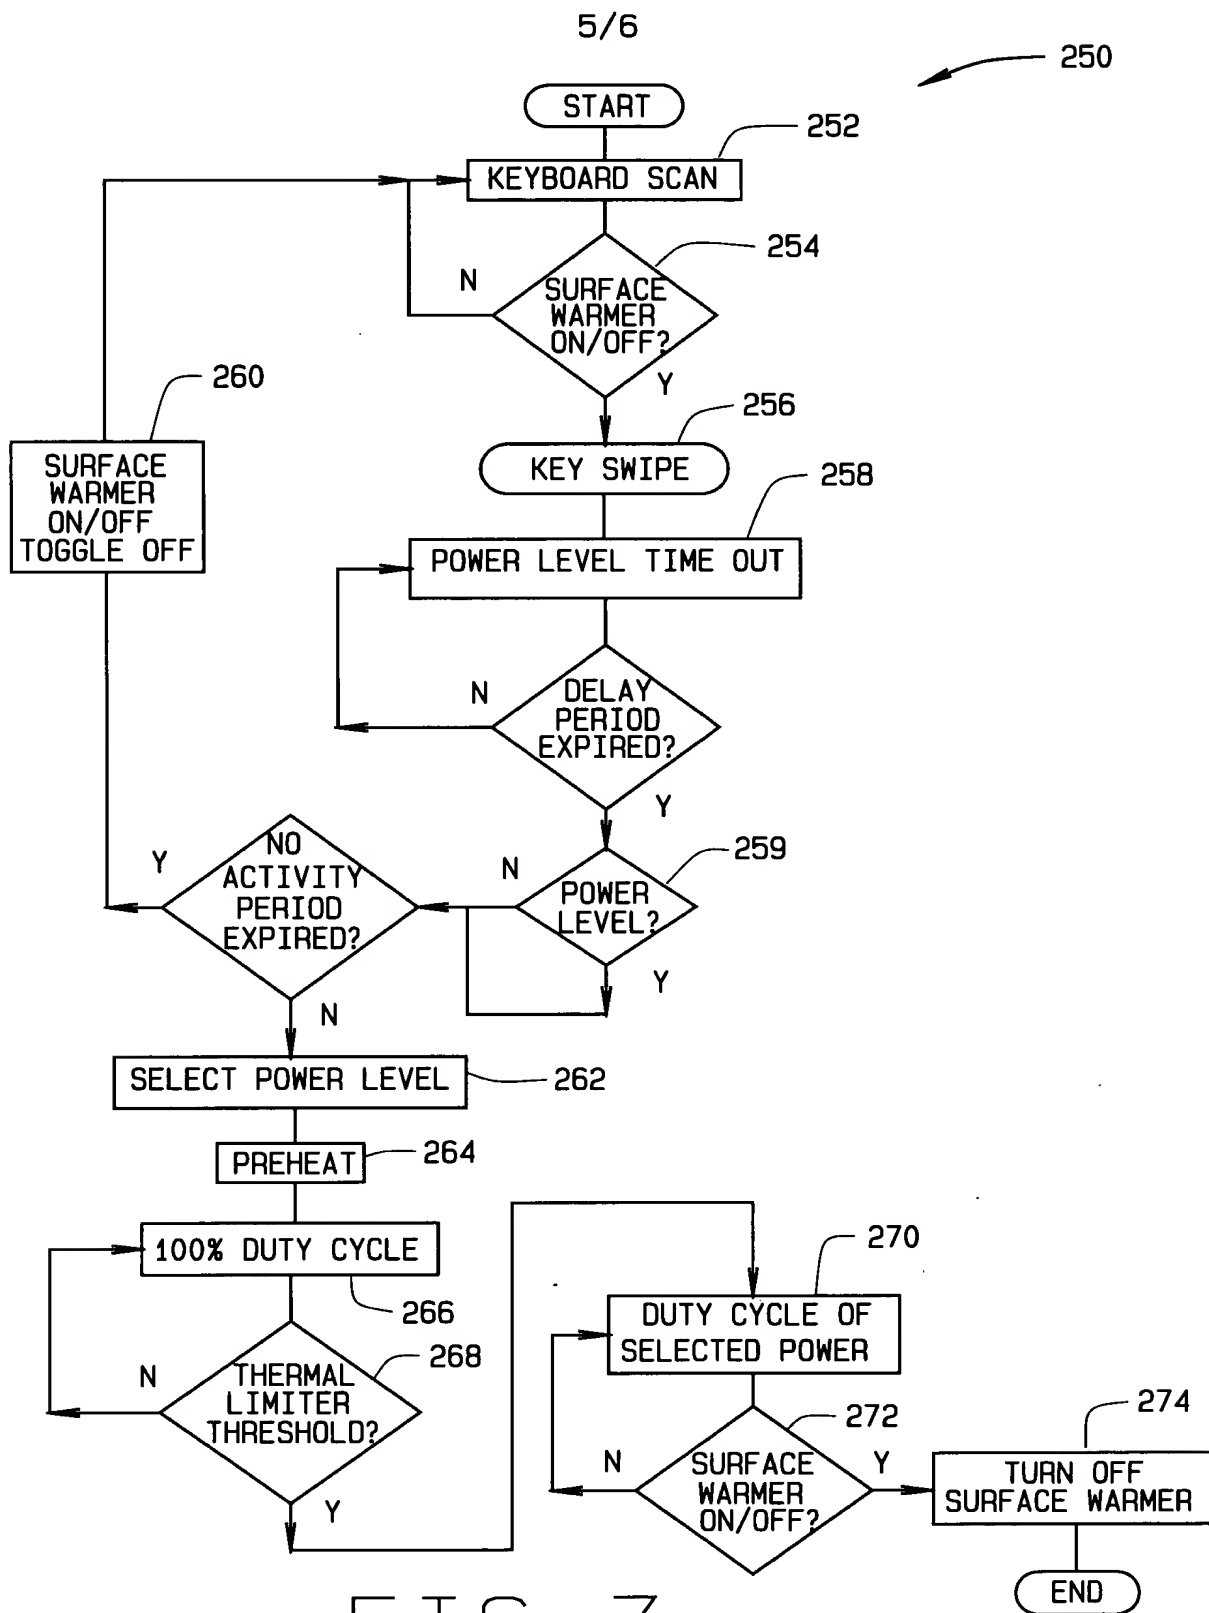 5/6
250
START
252
KEYBOARD SCAN
254
N
SURFACE
WARMER
ON/OFF?
Y
260
256
SURFACE
WARMER
ON/OFF
TOGGLE OFF
KEY SWIPE
258
POWER LEVEL TIME OUT
N
DELAY
PERIOD
EXPIRED?
Y
Y
NO
ACTIVITY
PERIOD
EXPIRED?
N
259
POWER
LEVEL?
Y
N
SELECT POWER LEVEL
262
PREHEAT
264
100% DUTY CYCLE
266
268
N
THERMAL
LIMITER
THRESHOLD?
Y
270
DUTY CYCLE OF
SELECTED POWER
272
N
SURFACE
WARMER
ON/OFF?
Y
274
TURN OFF
SURFACE WARMER
END
FIG. 7